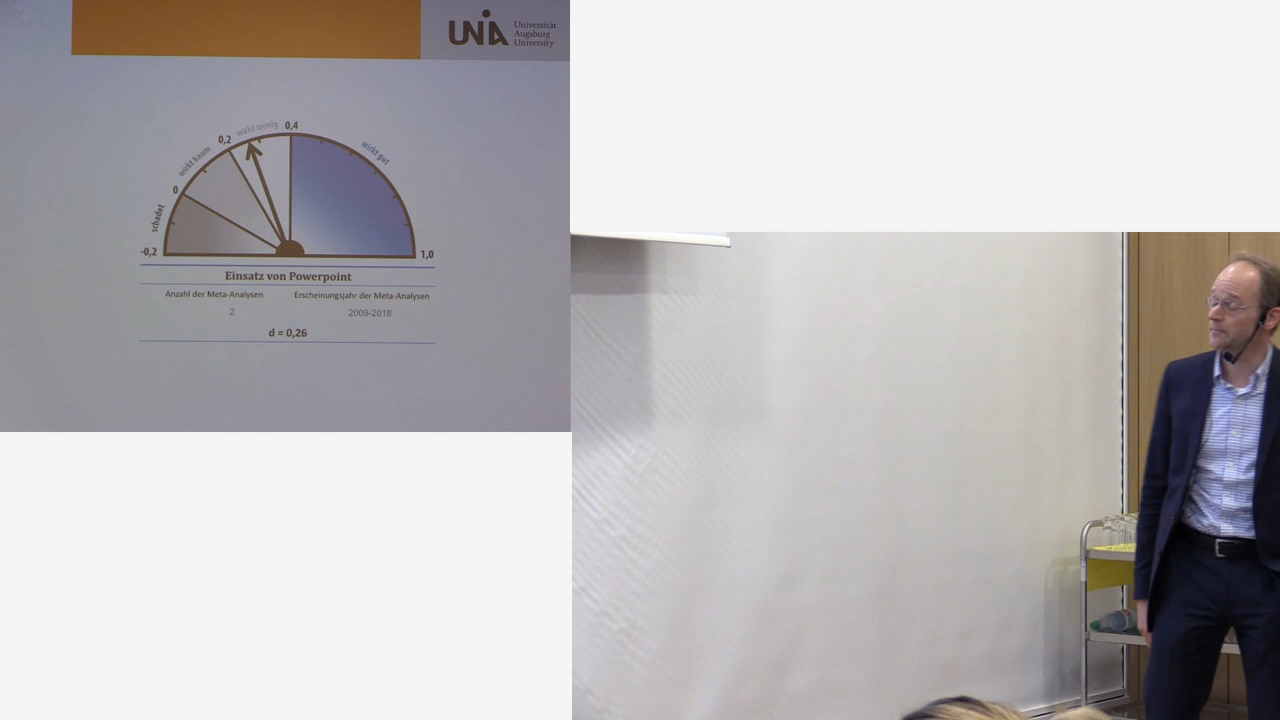 UNIA Universität
Augsburg
University
wirkt wenig
0,4
0,2
wirkt kaum
wirkt gut
0
schadet
-0,2
1,0
Einsatz von Powerpoint
Anzahl der Meta-Analysen Erscheinungsjahr der Meta-Analysen
2 2009-2018
d = 0,26